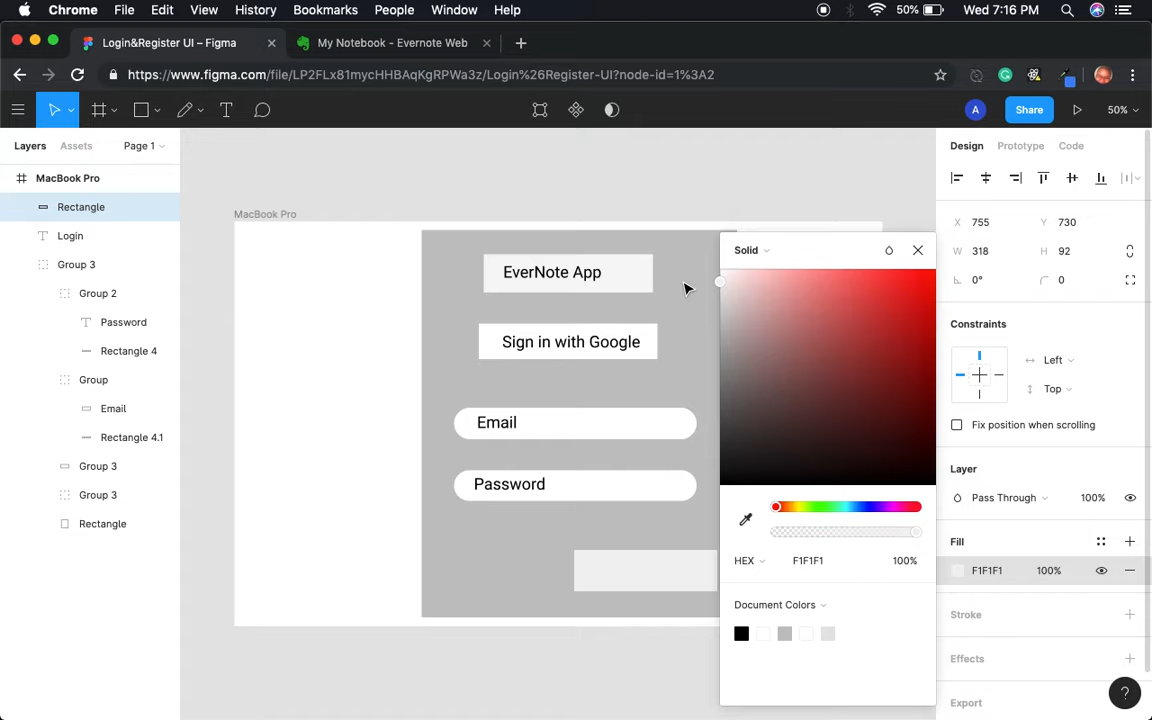 Chrome File Edit View History Bookmarks People Window Help 50% Wed 7:16 PM
Login&Register UI – Figma My Notebook - Evernote Web
https://www.figma.com/file/LP2FLx81mycHHBAqKgRPWa3z/Login%26Register-UI?node-id=1%3A2
A Share 50%
Layers Assets Page 1
MacBook Pro
Rectangle
Login
Group 3
Group 2
Password
Rectangle 4
Group
Email
Rectangle 4.1
Group 3
Group 3
Rectangle
MacBook Pro
EverNote App
Sign in with Google
Email
Password
Solid
HEX F1F1F1 100%
Document Colors
Design Prototype Code
X 755 Y 730
W 318 H 92
0° 0
Constraints
Left
Top
Fix position when scrolling
Layer
Pass Through 100%
Fill
F1F1F1 100%
Stroke
Effects
Export
?